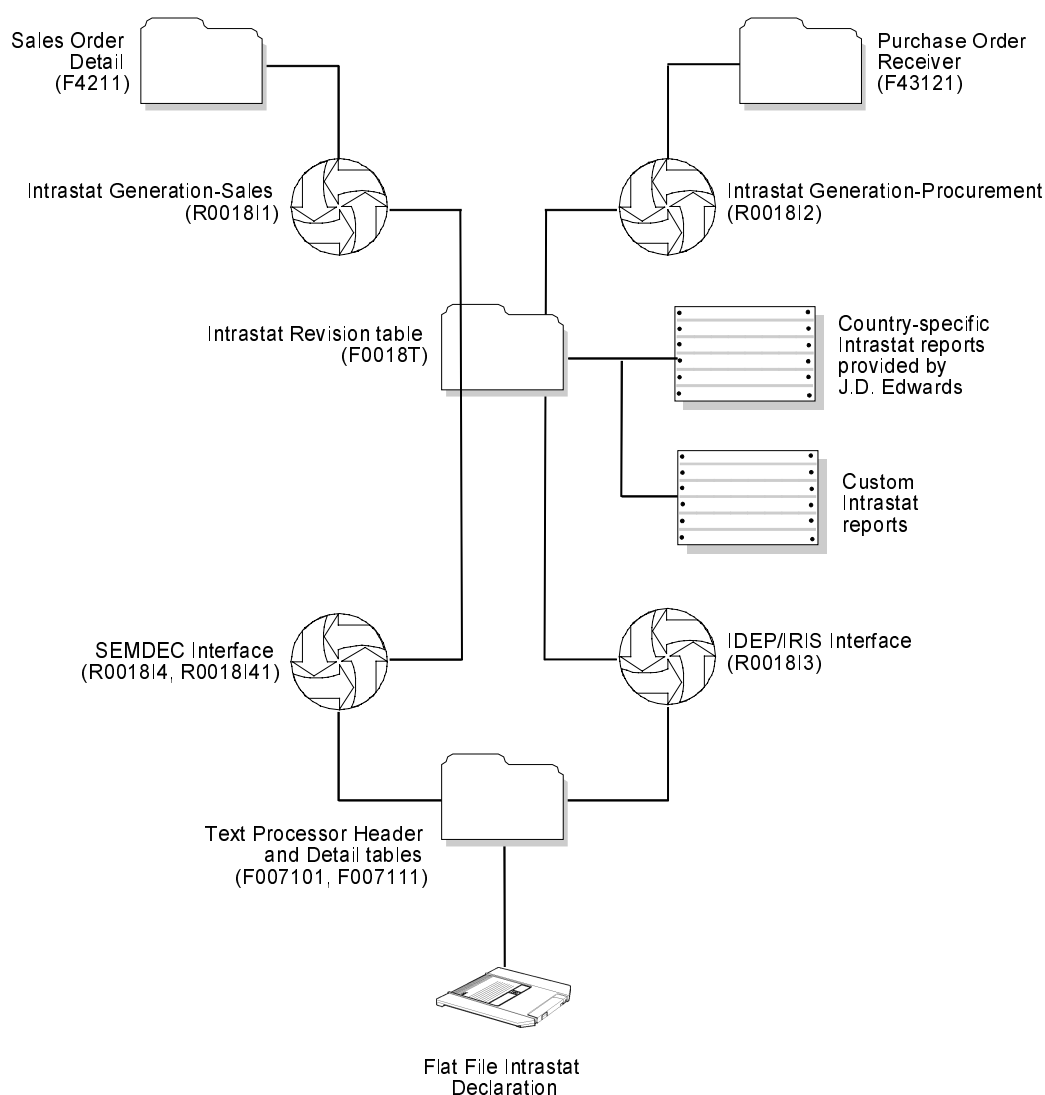 Sales Order
Detail
(F4211)
Purchase Order
Receiver
(F43121)
Intrastat Generation-Sales
(R0018I1)
Intrastat Generation-Procurement
(R0018I2)
Intrastat Revision table
(F0018T)
Country-specific
Intrastat reports
provided by
J.D. Edwards
Custom
Intrastat
reports
SEMDEC Interface
(R0018I4, R0018I41)
IDEP/IRIS Interface
(R0018I3)
Text Processor Header
and Detail tables
(F007101, F007111)
Flat File Intrastat
Declaration